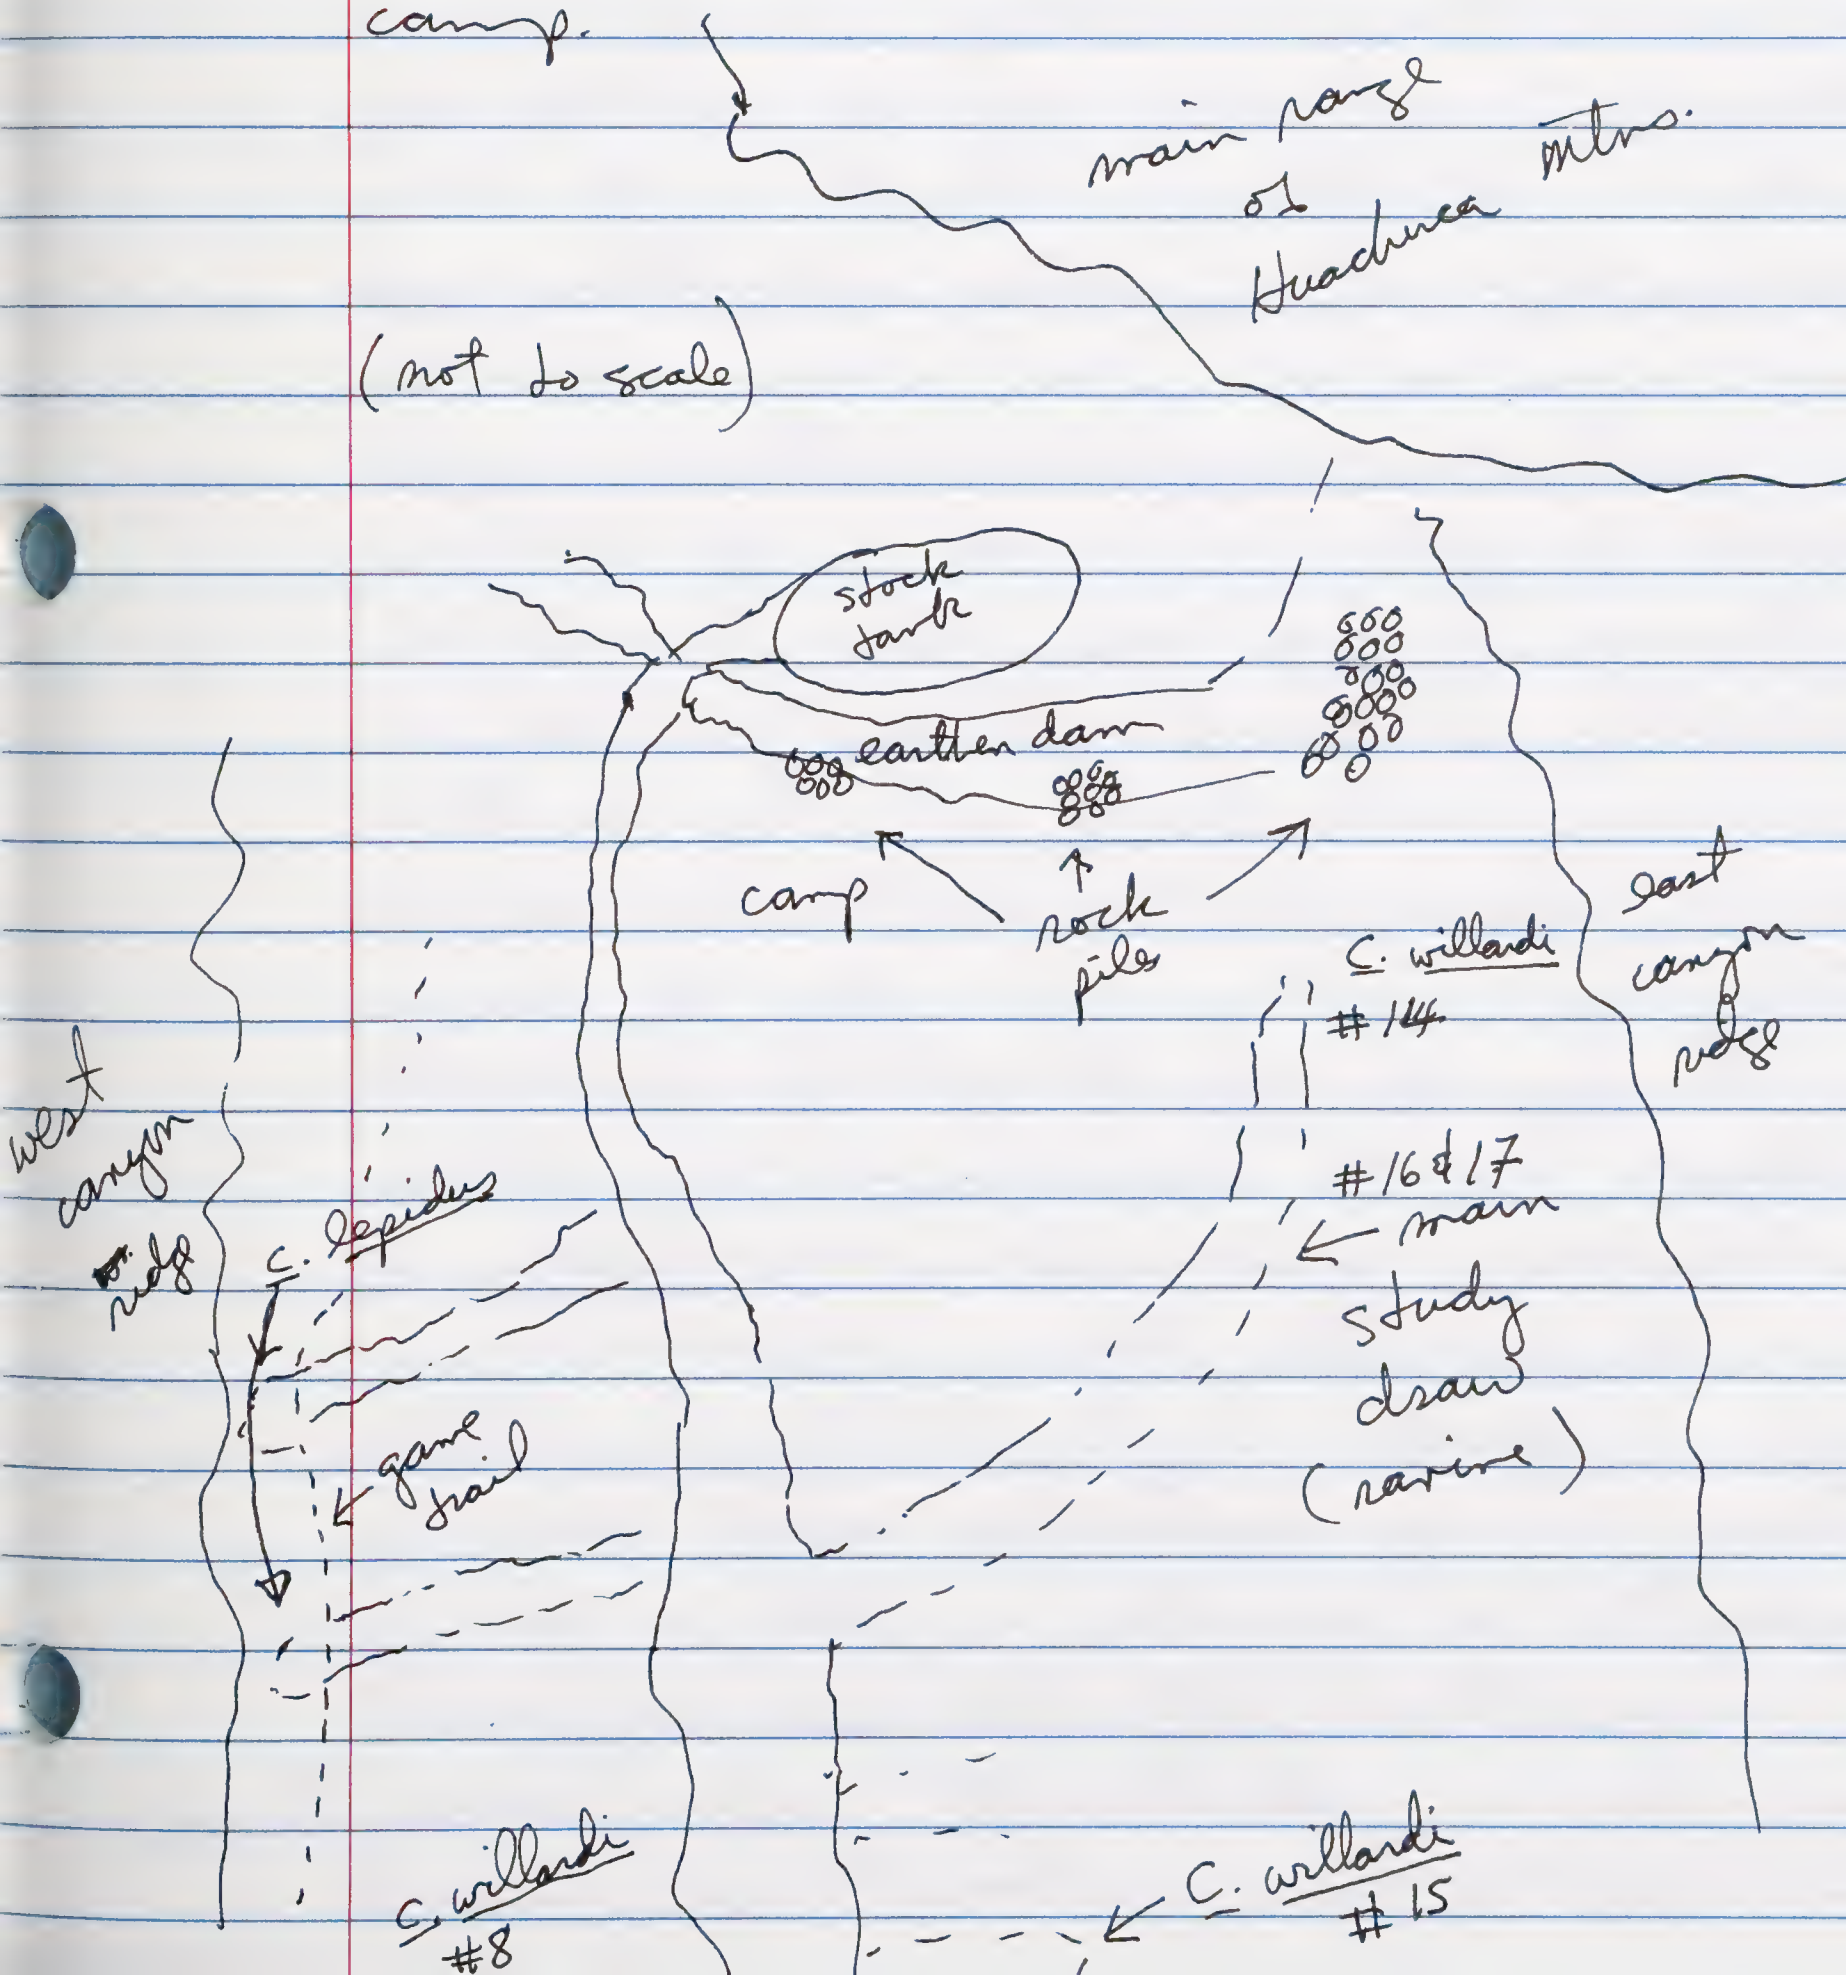 camp.
main range
of
Huachuca Mtns.
(not to scale)
stock
tank
earthen dam
camp
rock
piles
C. willardi
#14
east
canyon
ridge
west
canyon
ridge
C. lepidus
#16 & 17
main
study
draw
(ravine)
game
trail
C. willardi
#8
C. willardi
#15